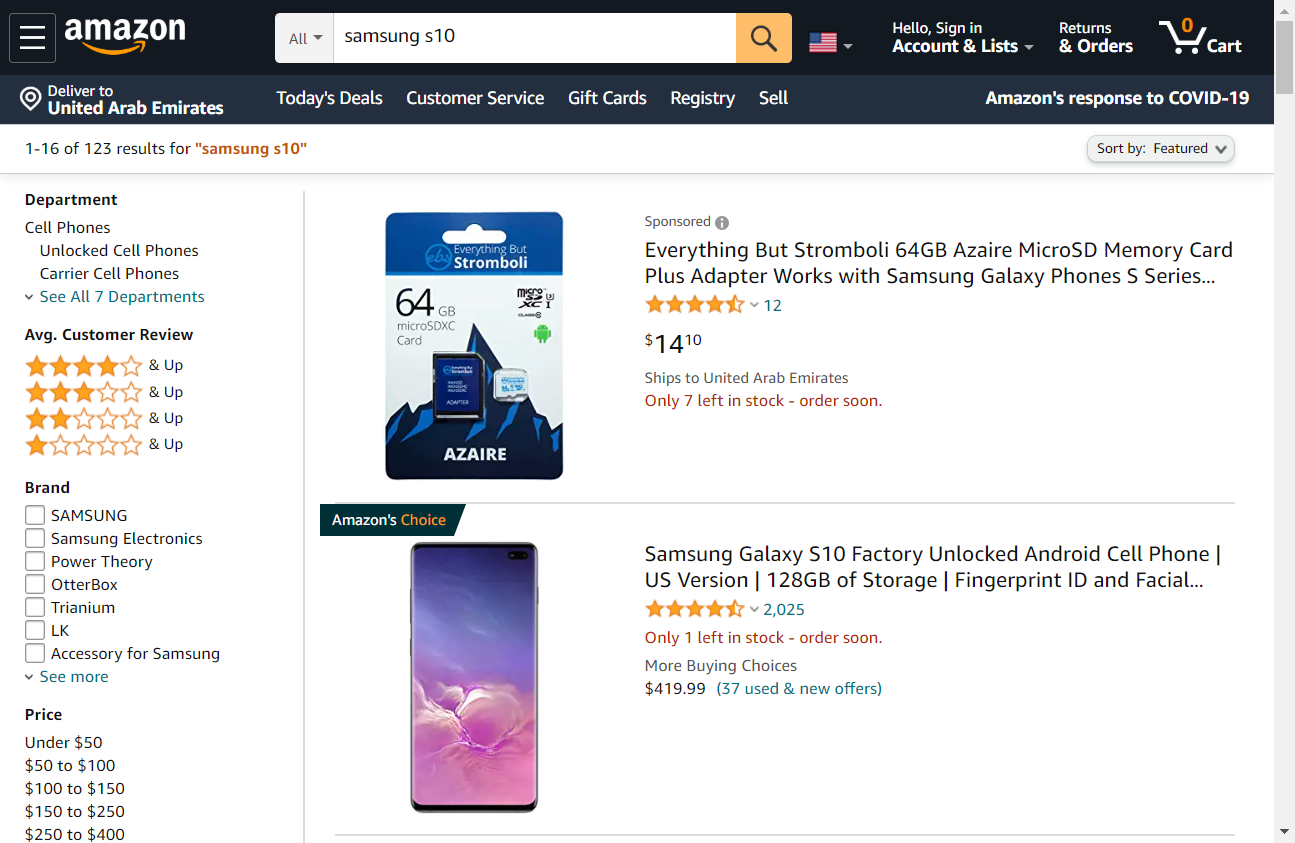 amazon
All
samsung s10
Hello, Sign in
Account & Lists
Returns
& Orders
0
Cart
Deliver to
United Arab Emirates
Today's Deals
Customer Service
Gift Cards
Registry
Sell
Amazon's response to COVID-19
1-16 of 123 results for "samsung s10"
Sort by: Featured
Department
Cell Phones
Unlocked Cell Phones
Carrier Cell Phones
See All 7 Departments
Avg. Customer Review
& Up
& Up
& Up
& Up
Brand
SAMSUNG
Samsung Electronics
Power Theory
OtterBox
Trianium
LK
Accessory for Samsung
See more
Price
Under $50
$50 to $100
$100 to $150
$150 to $250
$250 to $400
ebs
Everything But
Stromboli
64 GB
microSDXC
Card
Micro
SD
XC I
ADAPTER
AZAIRE
Sponsored
Everything But Stromboli 64GB Azaire MicroSD Memory Card
Plus Adapter Works with Samsung Galaxy Phones S Series...
12
$1410
Ships to United Arab Emirates
Only 7 left in stock - order soon.
Amazon's Choice
Samsung Galaxy S10 Factory Unlocked Android Cell Phone |
US Version | 128GB of Storage | Fingerprint ID and Facial...
2,025
Only 1 left in stock - order soon.
More Buying Choices
$419.99 (37 used & new offers)